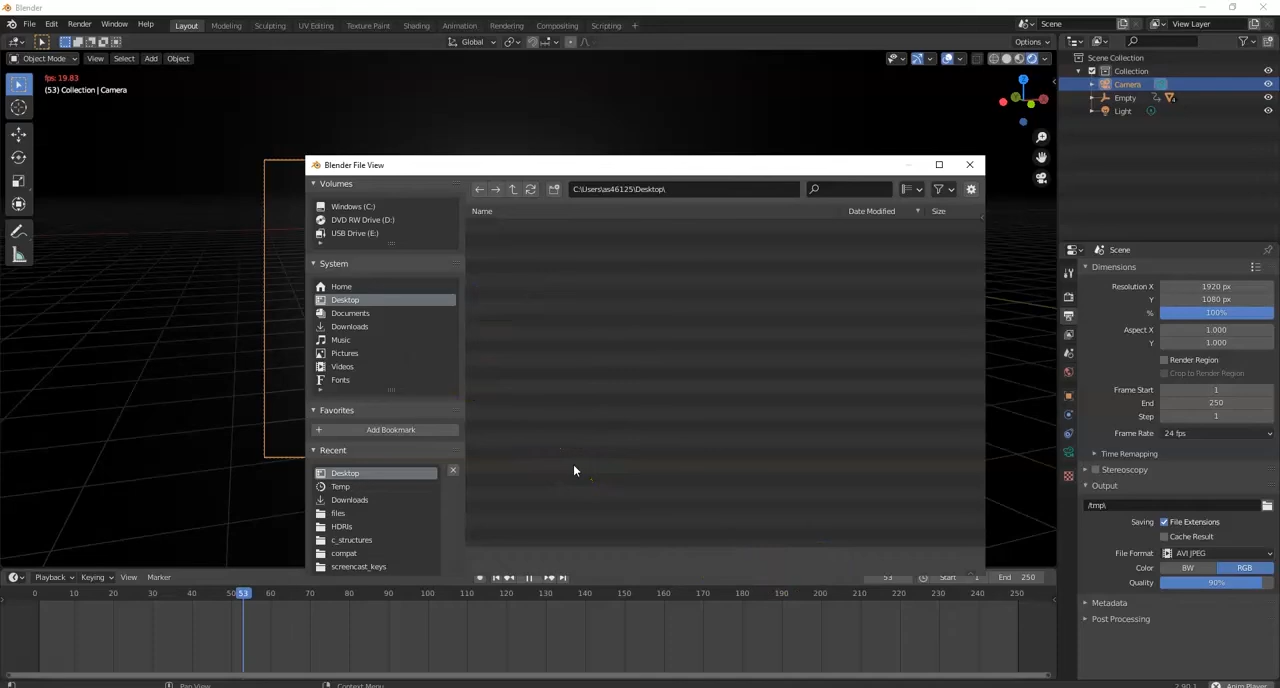 Blender
File Edit Render Window Help Layout Modeling Sculpting UV Editing Texture Paint Shading Animation Rendering Compositing Scripting + Scene View Layer
Global Options
Object Mode View Select Add Object
fps: 19.83
(53) Collection | Camera
Scene Collection
Collection
Camera
Empty
Light
Blender File View
Volumes
Windows (C:)
DVD RW Drive (D:)
USB Drive (E:)
System
Home
Desktop
Documents
Downloads
Music
Pictures
Videos
Fonts
Favorites
+ Add Bookmark
Recent
Desktop
Temp
Downloads
files
HDRIs
c_structures
compat
screencast_keys
C:\Users\as46125\Desktop\
Name Date Modified Size
Scene
Dimensions
Resolution X 1920 px
Y 1080 px
% 100%
Aspect X 1.000
Y 1.000
Render Region
Crop to Render Region
Frame Start 1
End 250
Step 1
Frame Rate 24 fps
Time Remapping
Stereoscopy
Output
/tmp\
Saving File Extensions
Cache Result
File Format AVI JPEG
Color BW RGB
Quality 90%
Metadata
Post Processing
Playback Keying View Marker 53 Start 1 End 250
0 10 20 30 40 50 53 60 70 80 90 100 110 120 130 140 150 160 170 180 190 200 210 220 230 240 250
Pan View Context Menu 2.90.1 Anim Player